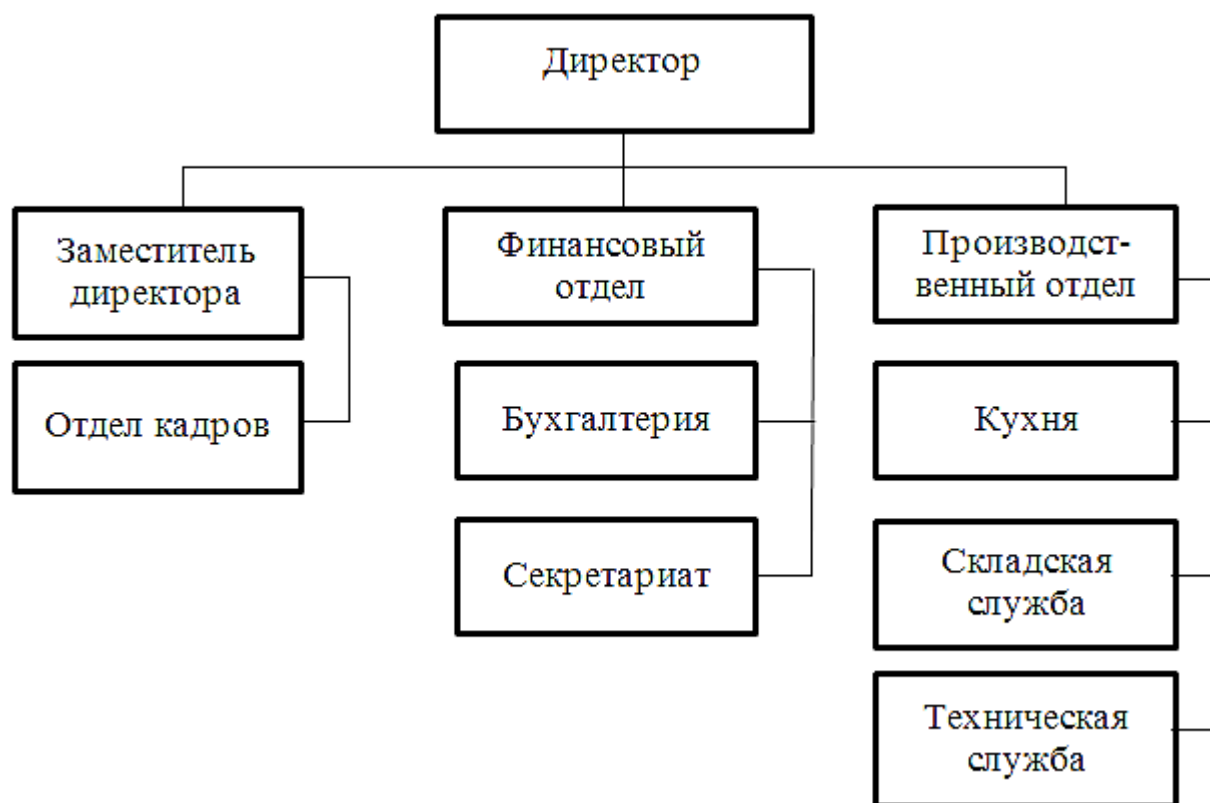 Директор
Заместитель
директора
Финансовый
отдел
Производст-
венный отдел
Отдел кадров
Бухгалтерия
Кухня
Секретариат
Складская
служба
Техническая
служба